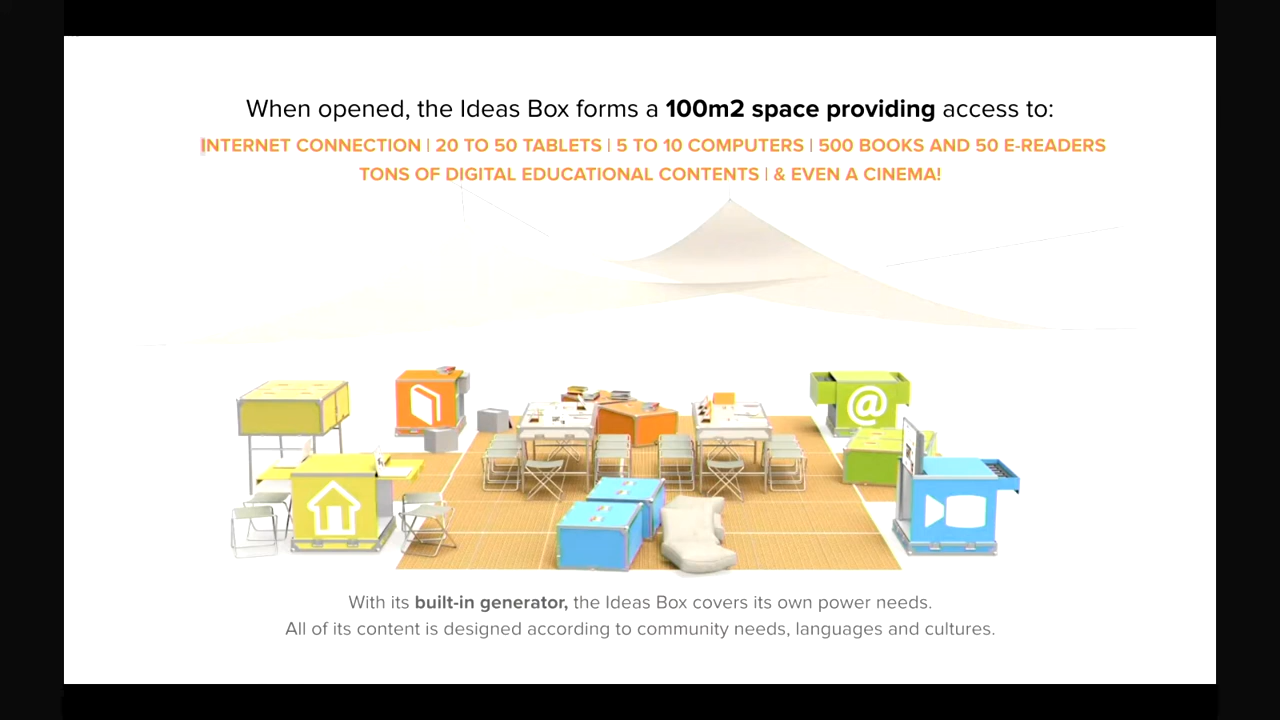 When opened, the Ideas Box forms a 100m2 space providing access to:
INTERNET CONNECTION | 20 TO 50 TABLETS | 5 TO 10 COMPUTERS | 500 BOOKS AND 50 E-READERS
TONS OF DIGITAL EDUCATIONAL CONTENTS | & EVEN A CINEMA!
@
With its built-in generator, the Ideas Box covers its own power needs.
All of its content is designed according to community needs, languages and cultures.